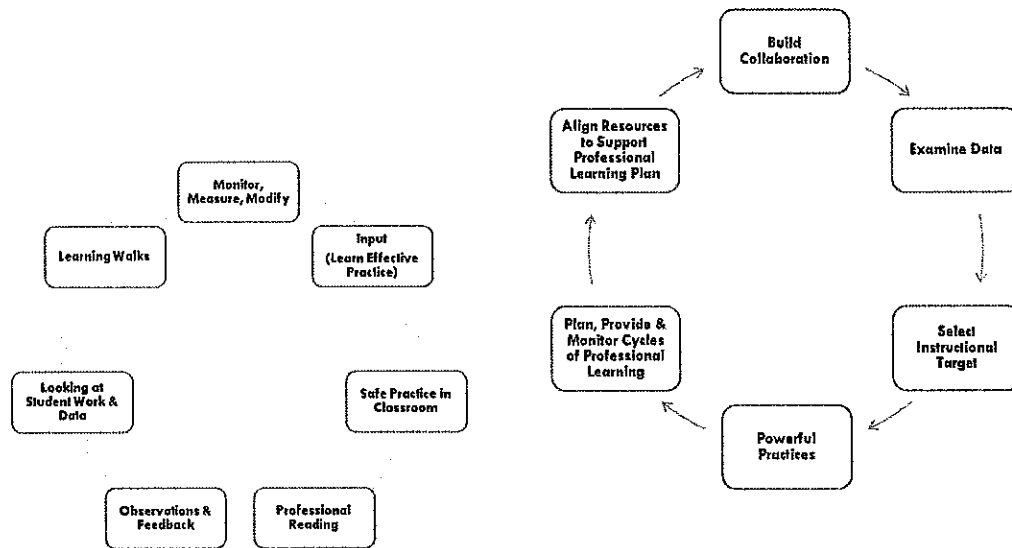 Monitor,
Measure, Modify
Input
(Learn Effective
Practice)
Safe Practice in
Classroom
Professional
Reading
Observations &
Feedback
Looking at
Student Work &
Data
Learning Walks
Build
Collaboration
Examine Data
Select
Instructional
Target
Powerful
Practices
Plan, Provide &
Monitor Cycles
of Professional
Learning
Align Resources
to Support
Professional
Learning Plan